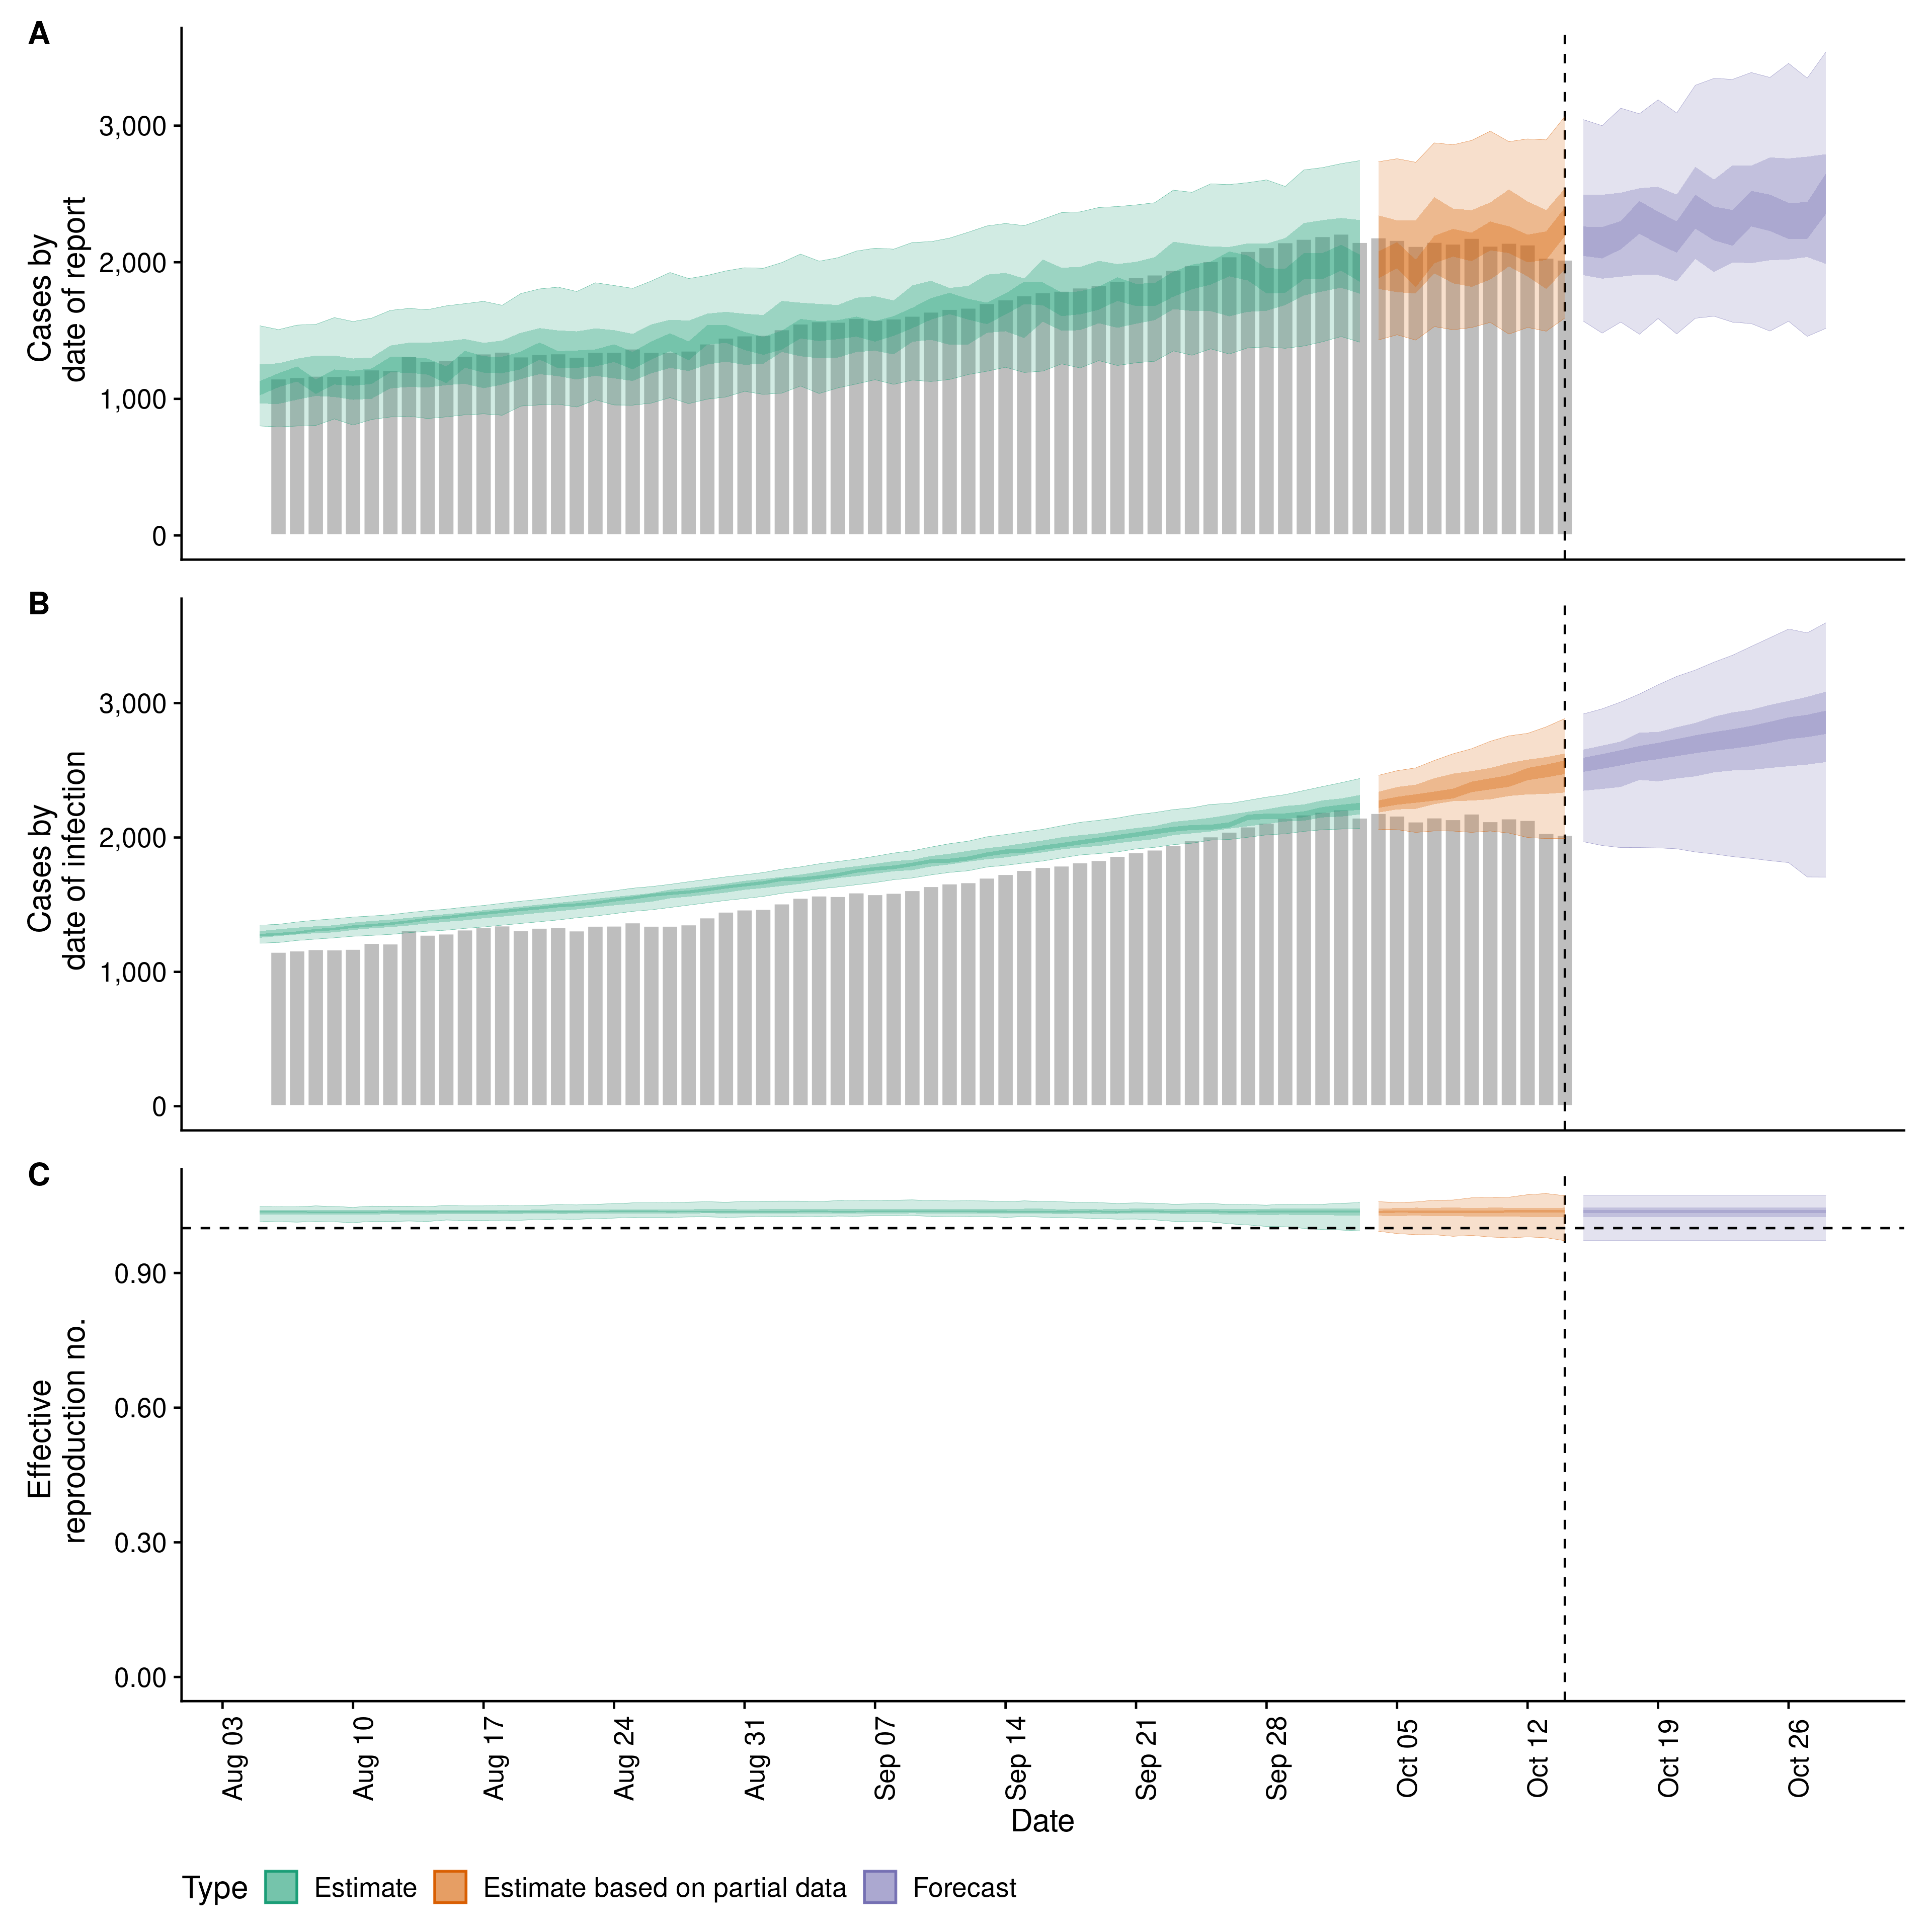 A
Cases by
date of report
3,000
2,000
1,000
0
B
Cases by
date of infection
3,000
2,000
1,000
0
C
Effective
reproduction no.
0.90
0.60
0.30
0.00
Aug 03
Aug 10
Aug 17
Aug 24
Aug 31
Sep 07
Sep 14
Sep 21
Sep 28
Oct 05
Oct 12
Oct 19
Oct 26
Date
Type Estimate Estimate based on partial data Forecast